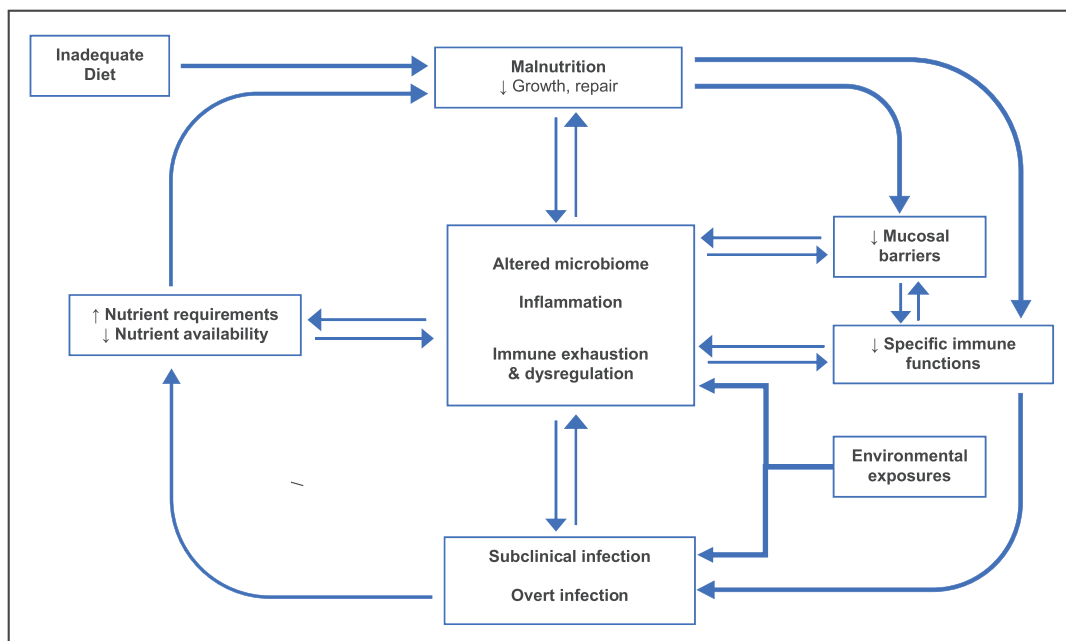 Inadequate
Diet
Malnutrition
↓ Growth, repair
↓ Mucosal
barriers
Altered microbiome
Inflammation
Immune exhaustion
& dysregulation
↑ Nutrient requirements
↓ Nutrient availability
↓ Specific immune
functions
Environmental
exposures
Subclinical infection
Overt infection